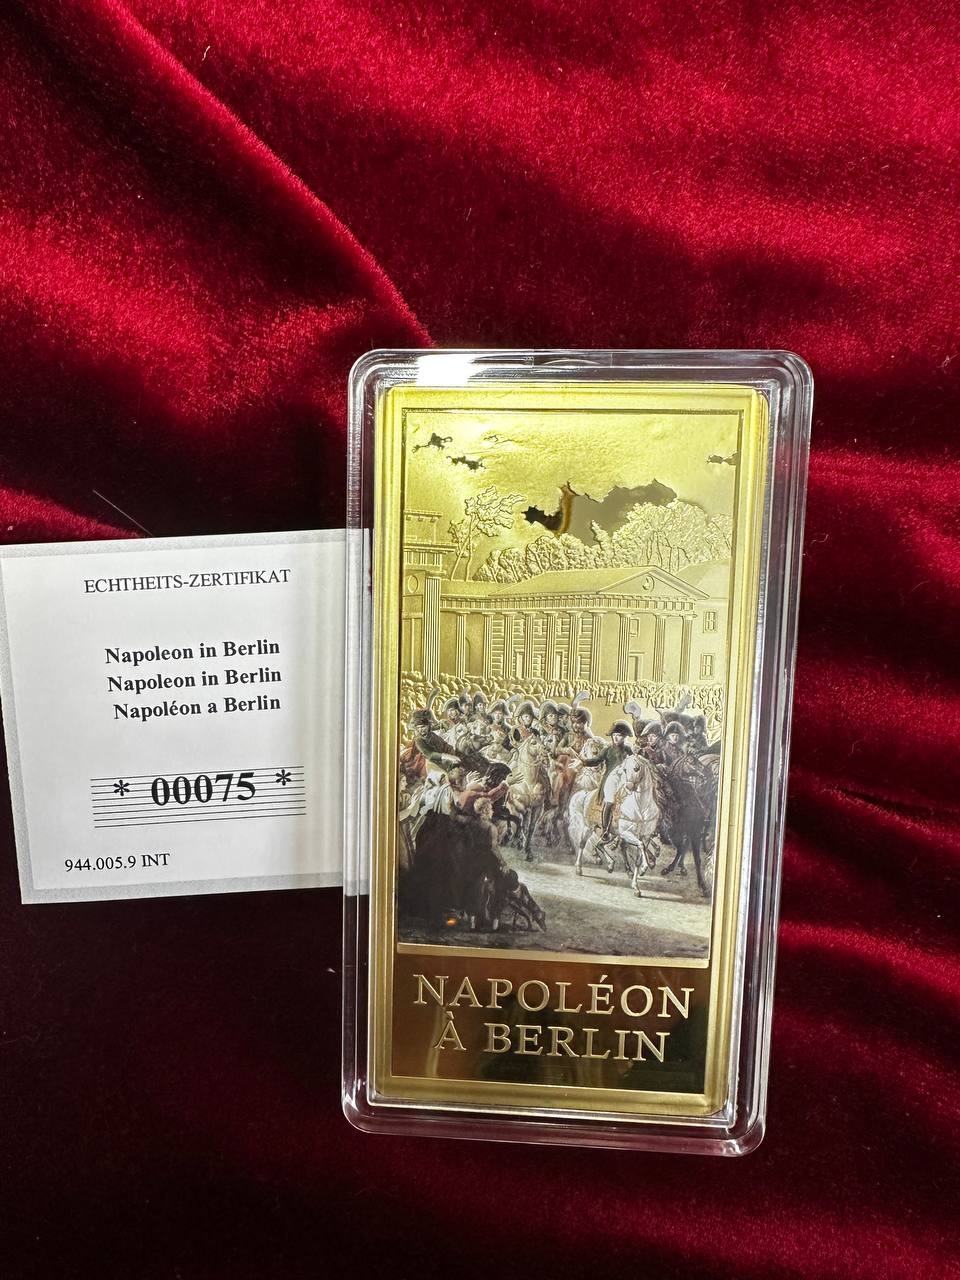 ECHTHEITS-ZERTIFIKAT
Napoleon in Berlin
Napoleon in Berlin
Napoléon a Berlin
* 00075 *
944.005.9 INT
NAPOLÉON
À BERLIN